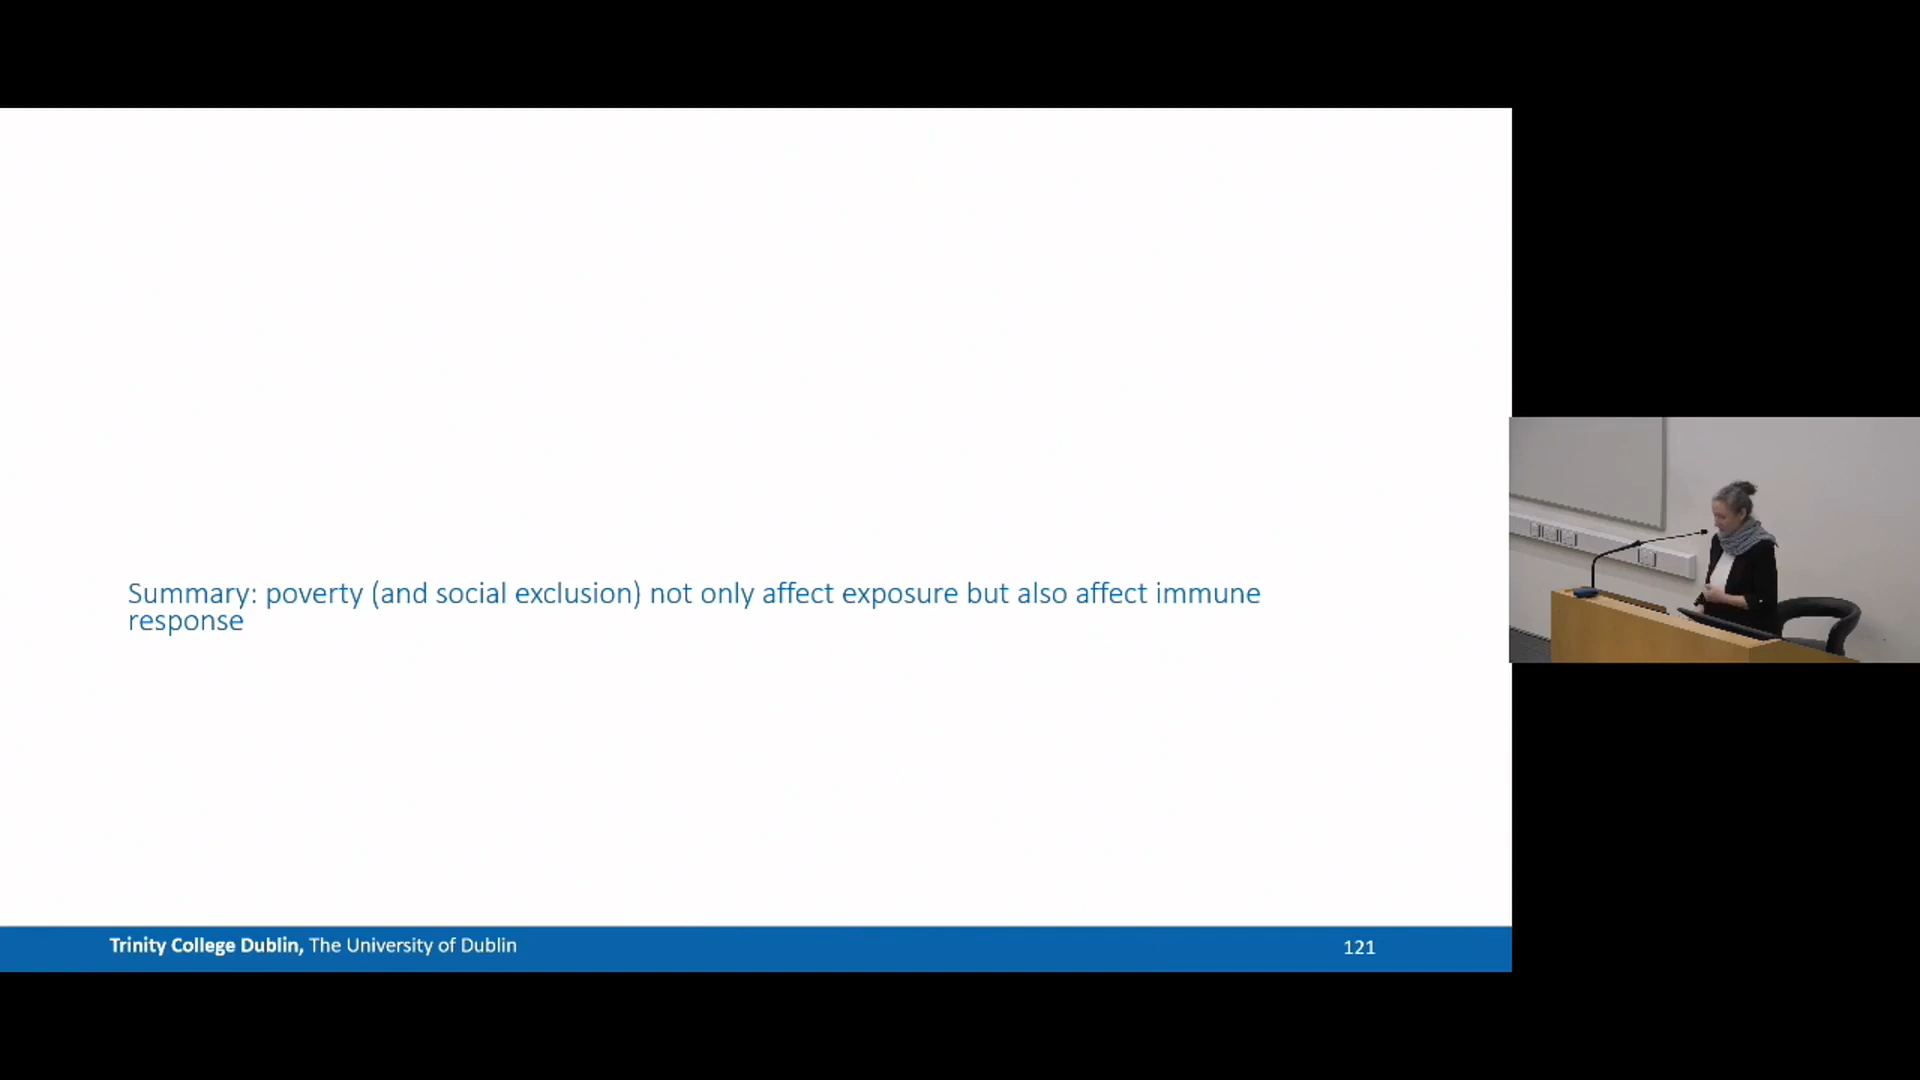 Summary: poverty (and social exclusion) not only affect exposure but also affect immune
response
Trinity College Dublin, The University of Dublin
121